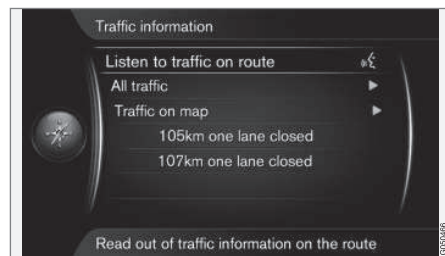 Traffic information
Listen to traffic on route
All traffic
Traffic on map
105km one lane closed
107km one lane closed
Read out of traffic information on the route
G050466